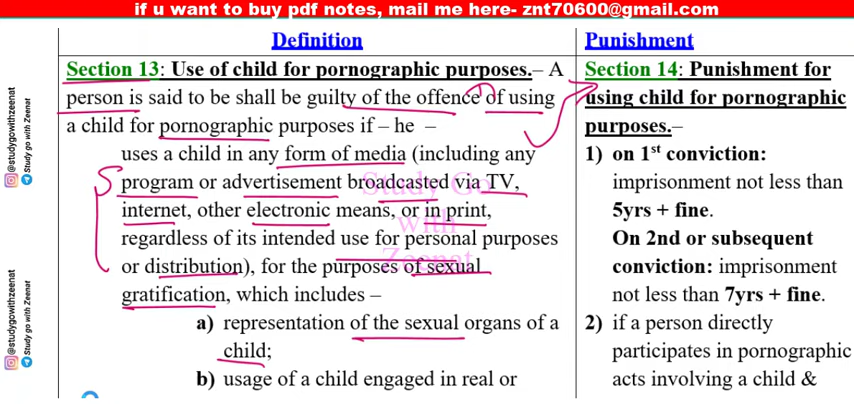 if u want to buy pdf notes, mail me here- znt70600@gmail.com
Definition
Section 13: Use of child for pornographic purposes.– A
person is said to be shall be guilty of the offence of using
a child for pornographic purposes if – he –
uses a child in any form of media (including any
program or advertisement broadcasted via TV,
internet, other electronic means, or in print,
regardless of its intended use for personal purposes
or distribution), for the purposes of sexual
gratification, which includes –
a) representation of the sexual organs of a
child;
b) usage of a child engaged in real or
Punishment
Section 14: Punishment for
using child for pornographic
purposes.–
1) on 1st conviction:
imprisonment not less than
5yrs + fine.
On 2nd or subsequent
conviction: imprisonment
not less than 7yrs + fine.
2) if a person directly
participates in pornographic
acts involving a child &
Study Go
with
Zeenat
@studygowithzeenat
Study go with Zeenat
@studygowithzeenat
Study go with Zeenat